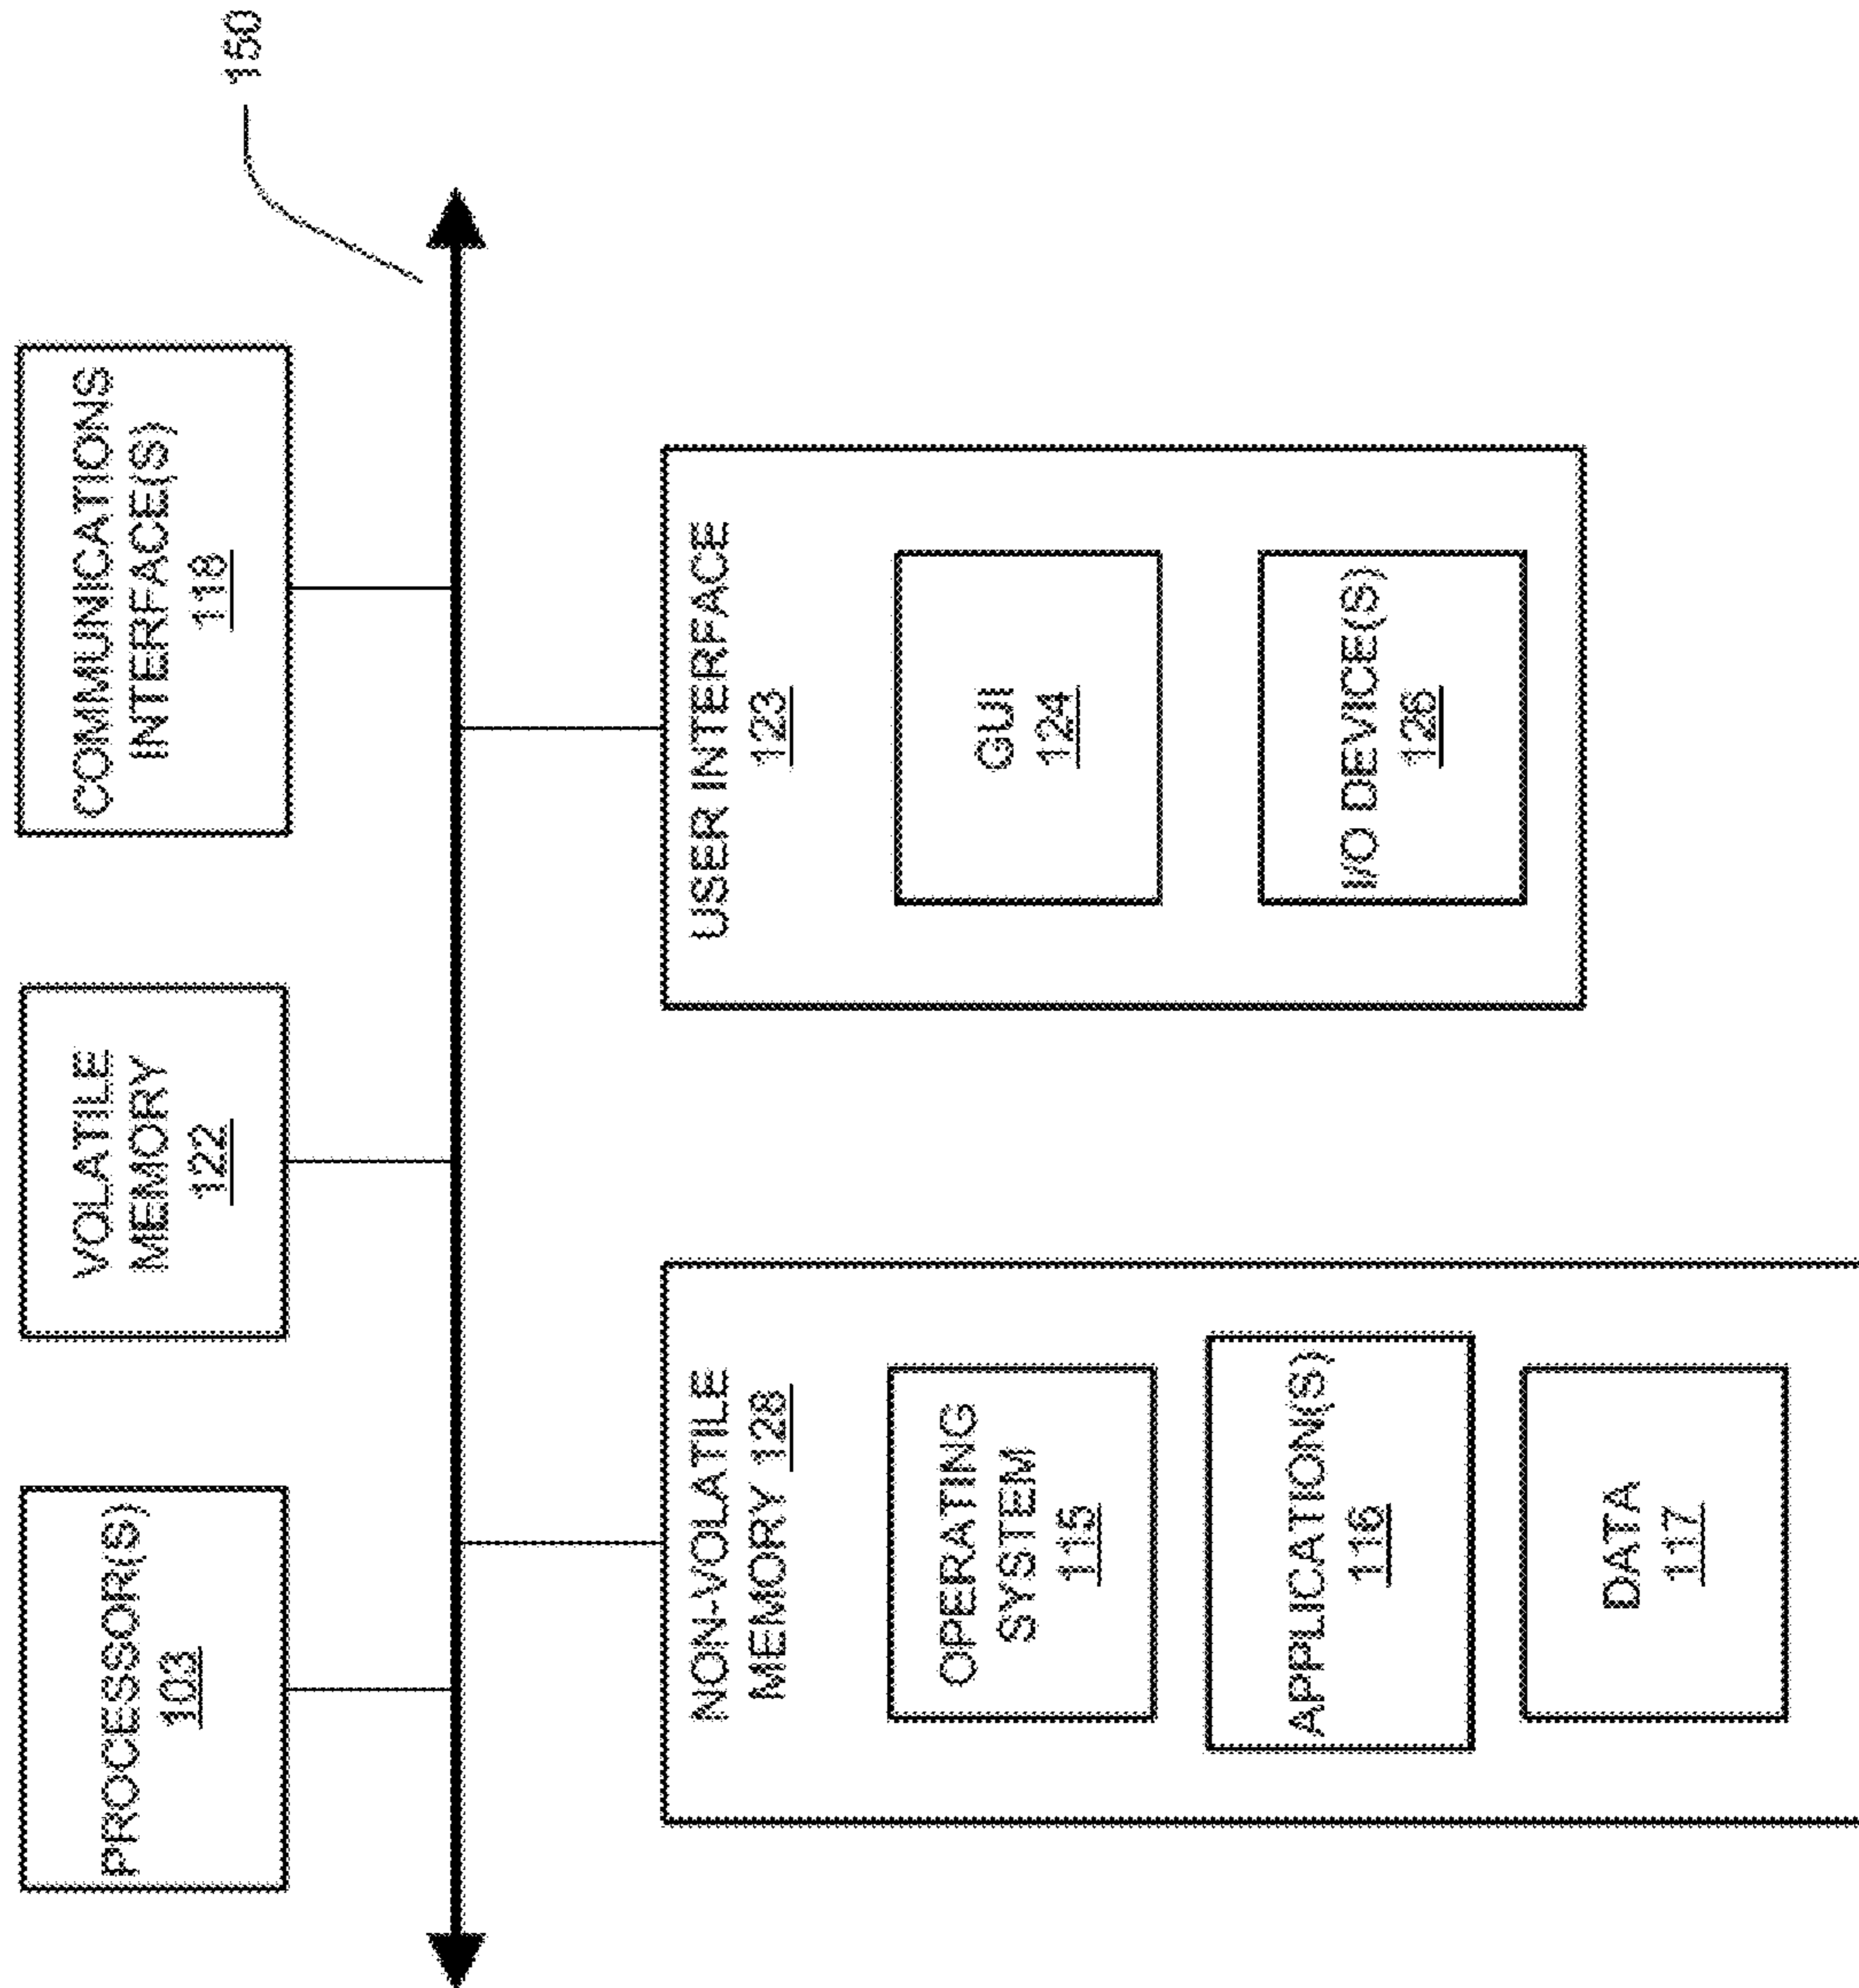 PROCESSOR(S)
103
VOLATILE
MEMORY
122
COMMUNICATIONS
INTERFACE(S)
118
150
NON-VOLATILE
MEMORY 128
OPERATING
SYSTEM
115
APPLICATION(S)
116
DATA
117
USER INTERFACE
123
GUI
124
I/O DEVICE(S)
126